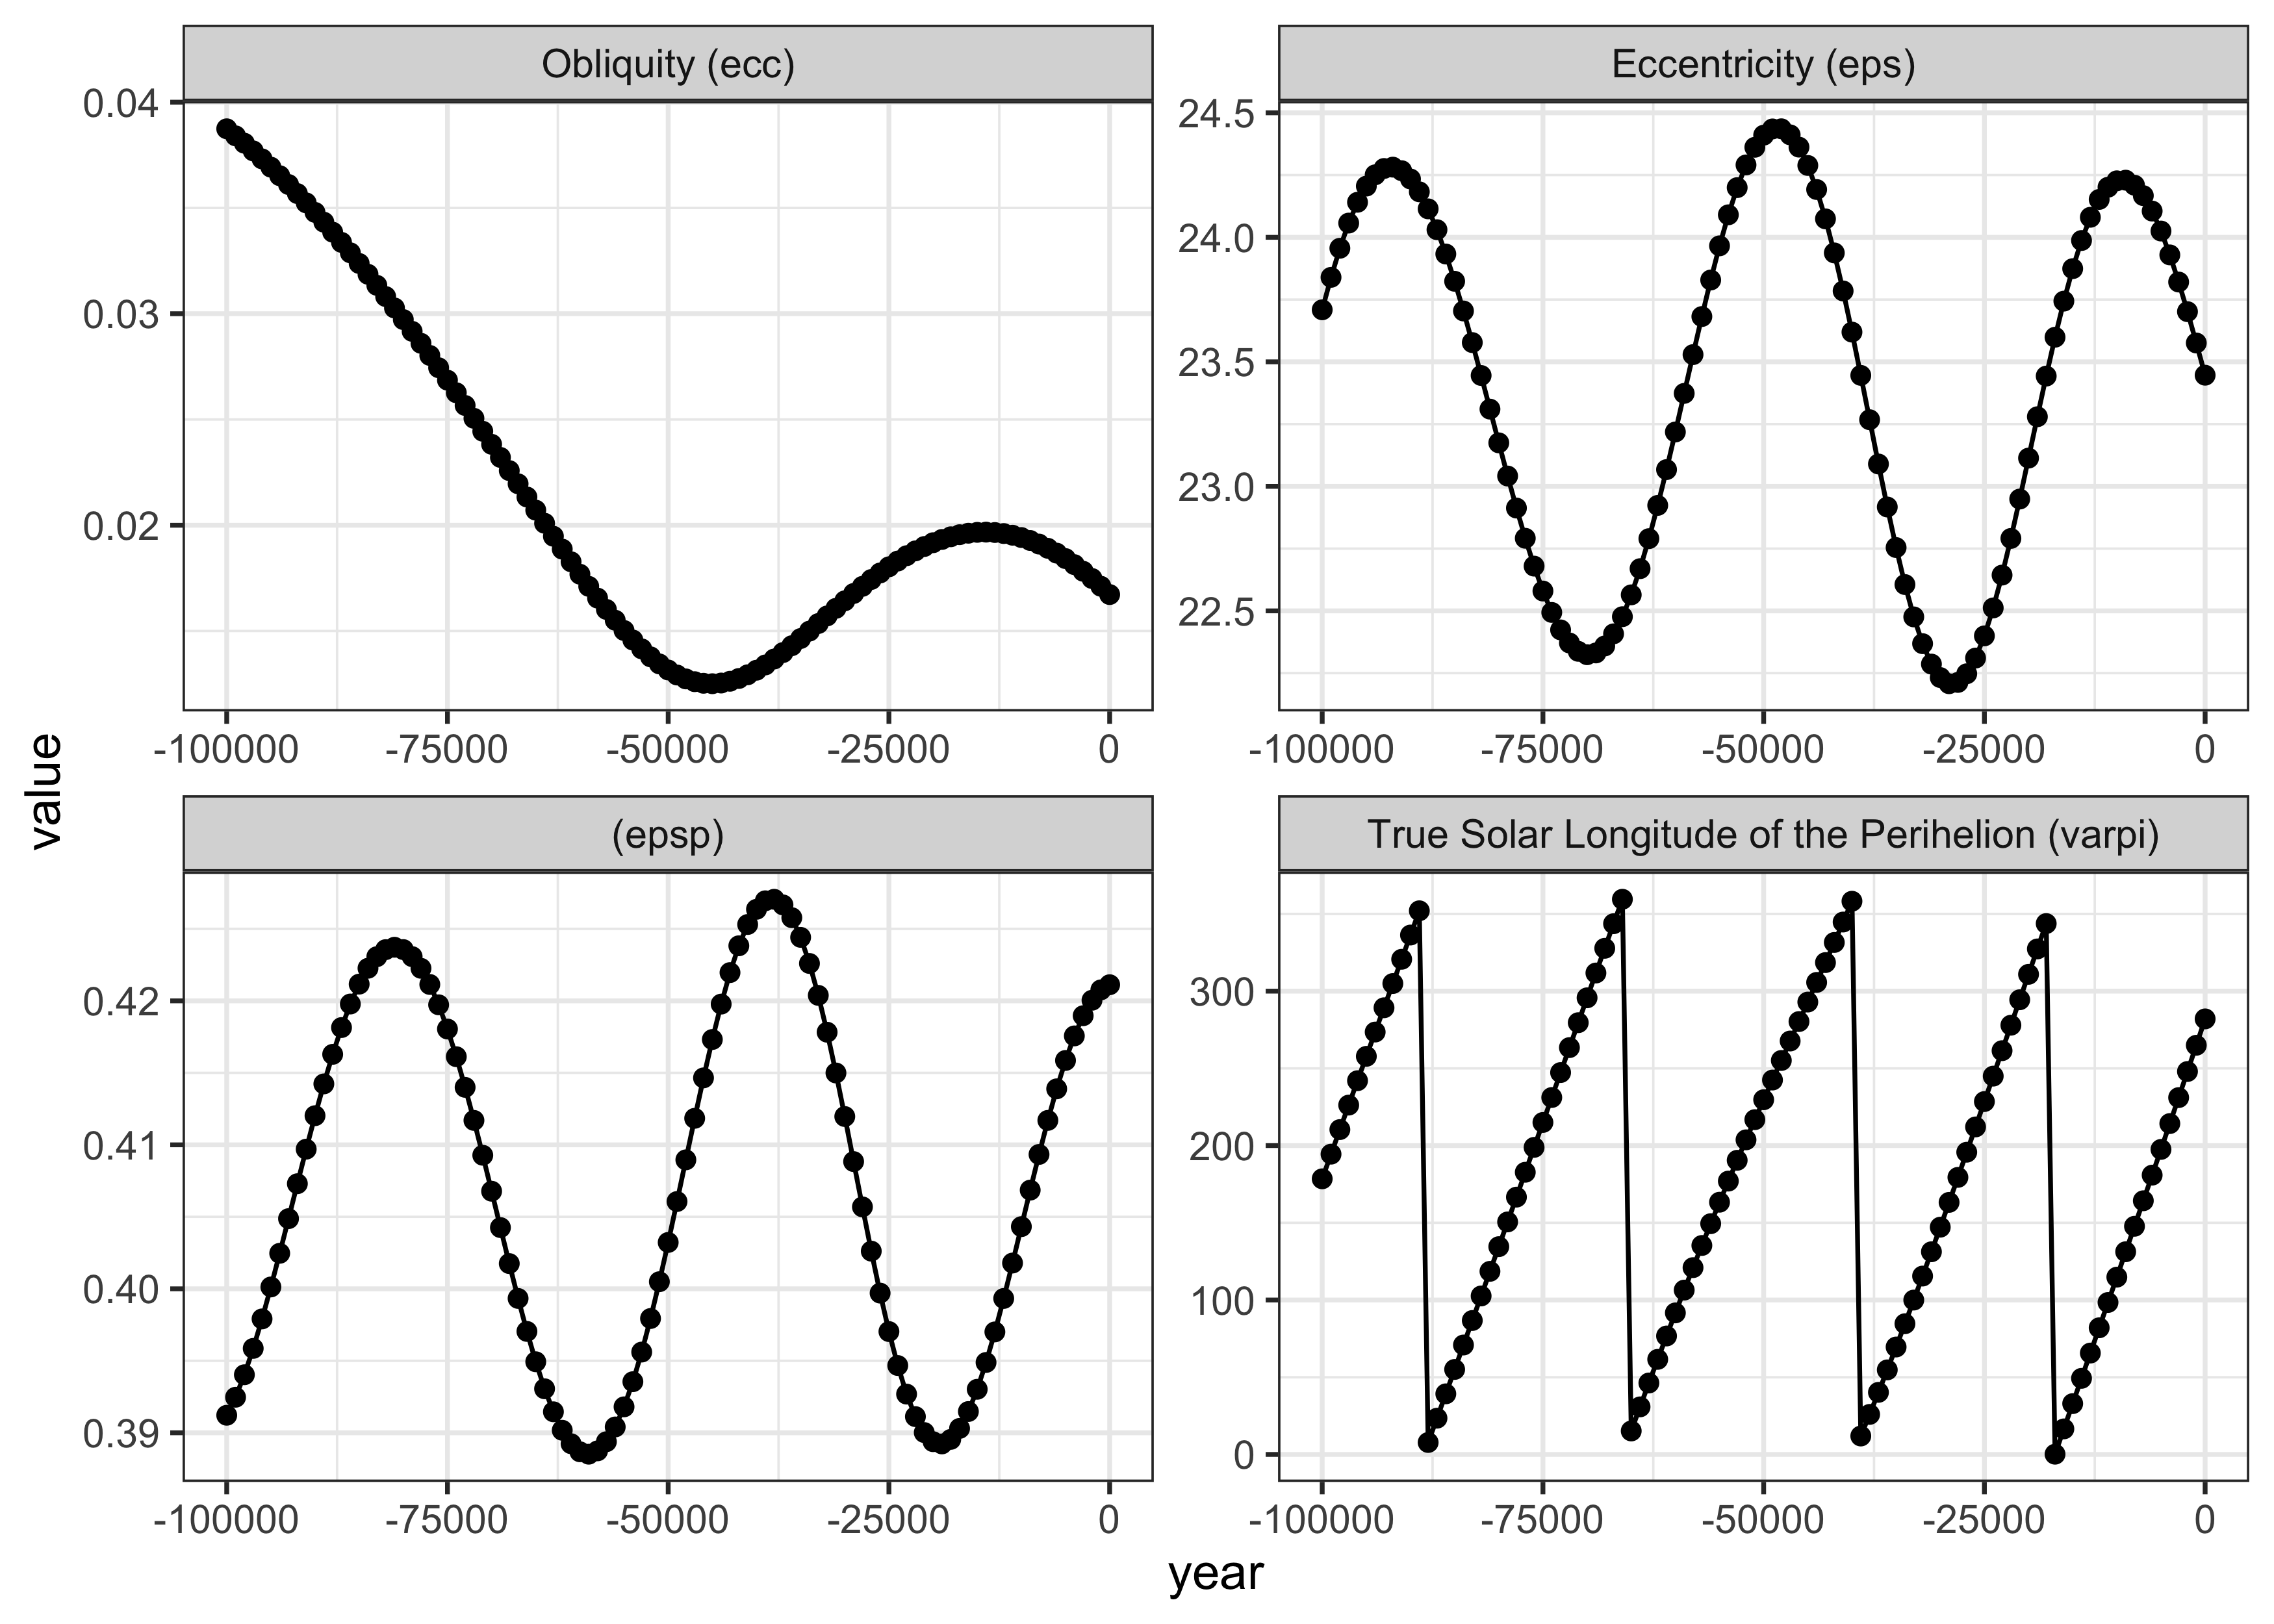 Obliquity (ecc)
Eccentricity (eps)
0.04
0.03
0.02
24.5
24.0
23.5
23.0
22.5
-100000 -75000 -50000 -25000 0
-100000 -75000 -50000 -25000 0
value
(epsp)
True Solar Longitude of the Perihelion (varpi)
0.42
0.41
0.40
0.39
300
200
100
0
-100000 -75000 -50000 -25000 0
-100000 -75000 -50000 -25000 0
year